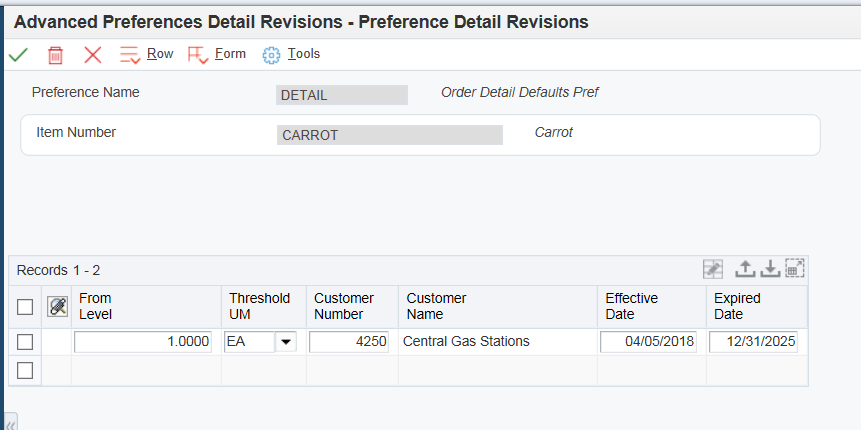 Advanced Preferences Detail Revisions - Preference Detail Revisions
Row Form Tools
Preference Name DETAIL Order Detail Defaults Pref
Item Number CARROT Carrot
Records 1 - 2
From Level Threshold UM Customer Number Customer Name Effective Date Expired Date
1.0000 EA 4250 Central Gas Stations 04/05/2018 12/31/2025